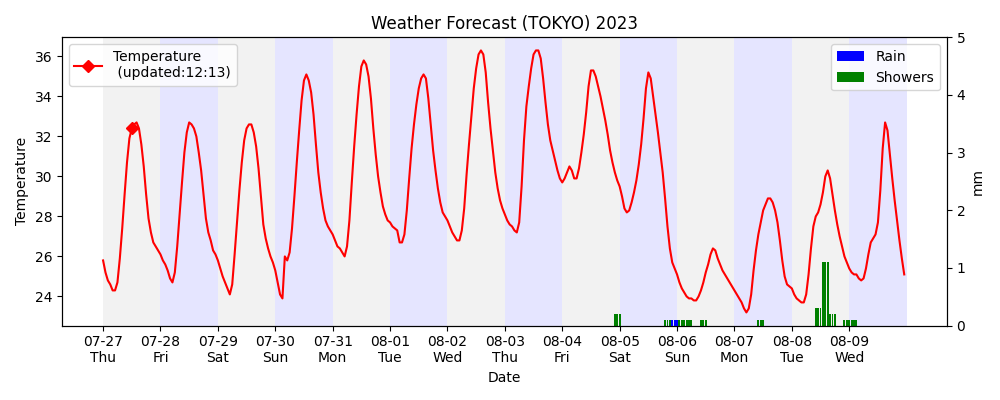 Weather Forecast (TOKYO) 2023
Temperature
(updated:12:13)
Rain
Showers
36
34
32
30
28
26
24
Temperature
5
4
3
2
1
0
mm
07-27 07-28 07-29 07-30 07-31 08-01 08-02 08-03 08-04 08-05 08-06 08-07 08-08 08-09
Thu Fri Sat Sun Mon Tue Wed Thu Fri Sat Sun Mon Tue Wed
Date